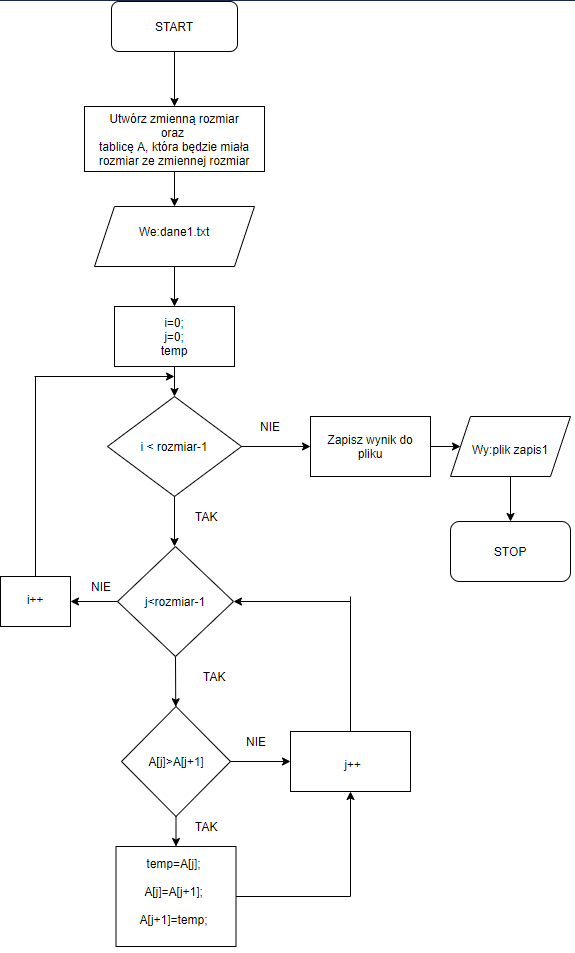 START
Utwórz zmienną rozmiar
oraz
tablicę A, która będzie miała
rozmiar ze zmiennej rozmiar
We:dane1.txt
i=0;
j=0;
temp
i < rozmiar-1
NIE
Zapisz wynik do
pliku
Wy:plik zapis1
STOP
TAK
j<rozmiar-1
NIE
i++
TAK
A[j]>A[j+1]
NIE
j++
TAK
temp=A[j];
A[j]=A[j+1];
A[j+1]=temp;